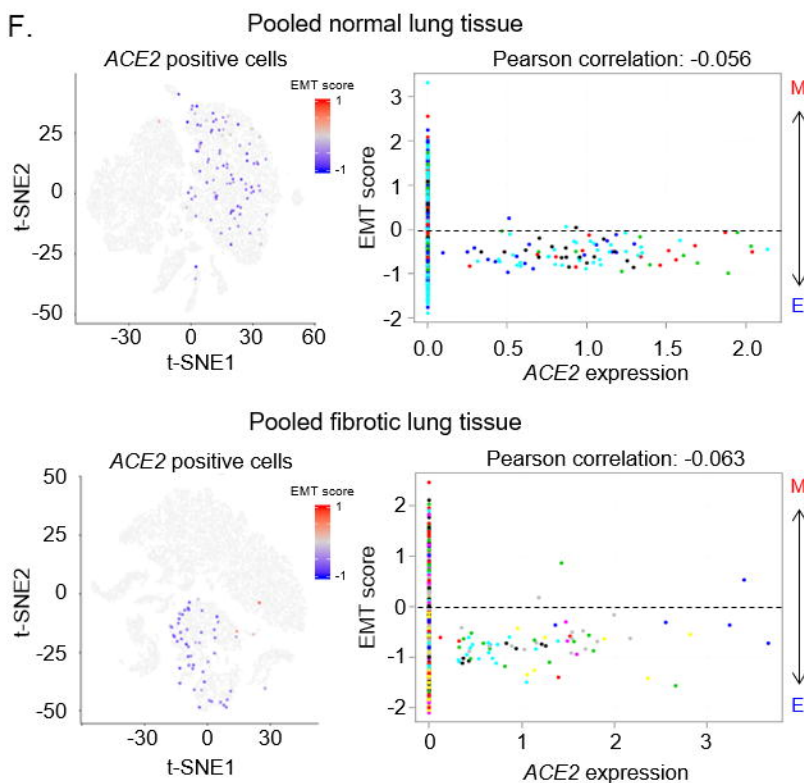 F.
Pooled normal lung tissue
ACE2 positive cells
EMT score
1
-1
25
0
-25
-50
t-SNE2
-30
0
30
60
t-SNE1
Pearson correlation: -0.056
3
2
1
0
-1
-2
EMT score
0.0
0.5
1.0
1.5
2.0
ACE2 expression
M
E
Pooled fibrotic lung tissue
ACE2 positive cells
EMT score
1
-1
50
25
0
-25
-50
t-SNE2
-30
0
30
t-SNE1
Pearson correlation: -0.063
2
1
0
-1
-2
EMT score
0
1
2
3
ACE2 expression
M
E